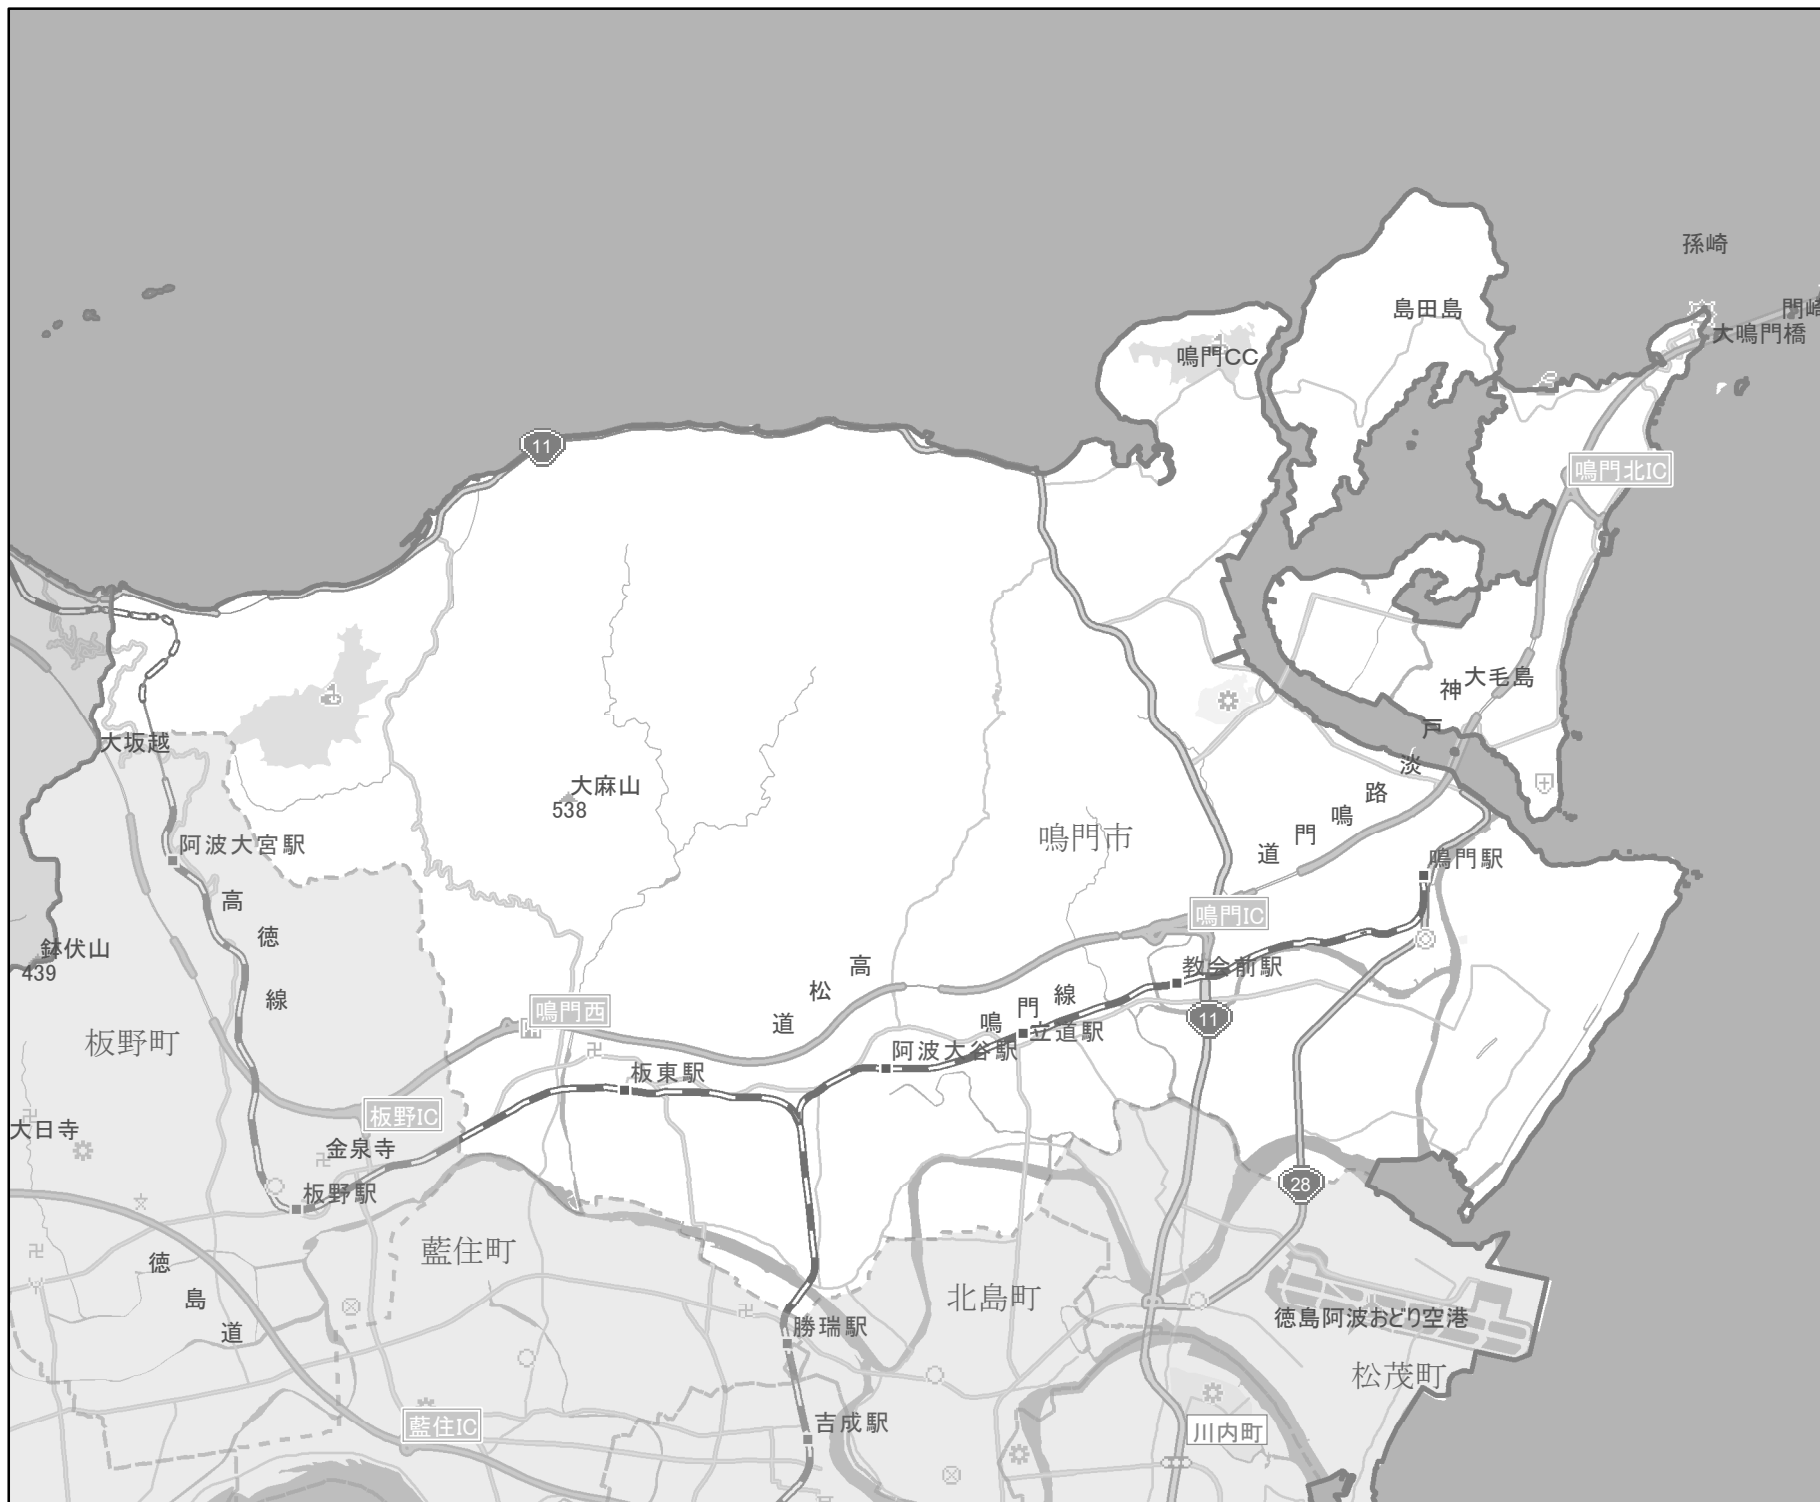 孫崎
島田島
門崎
大鳴門橋
鳴門CC
11
鳴門北IC
大毛島
神戸淡路鳴門道
大坂越
大麻山
538
鳴門市
阿波大宮駅
鳴門駅
高徳線
鳴門IC
鉢伏山
439
高松道
教会前駅
鳴門西
鳴門線
11
立道駅
板野町
阿波大谷駅
板東駅
板野IC
大日寺
金泉寺
28
板野駅
藍住町
徳島道
北島町
徳島阿波おどり空港
勝瑞駅
松茂町
藍住IC
吉成駅
川内町